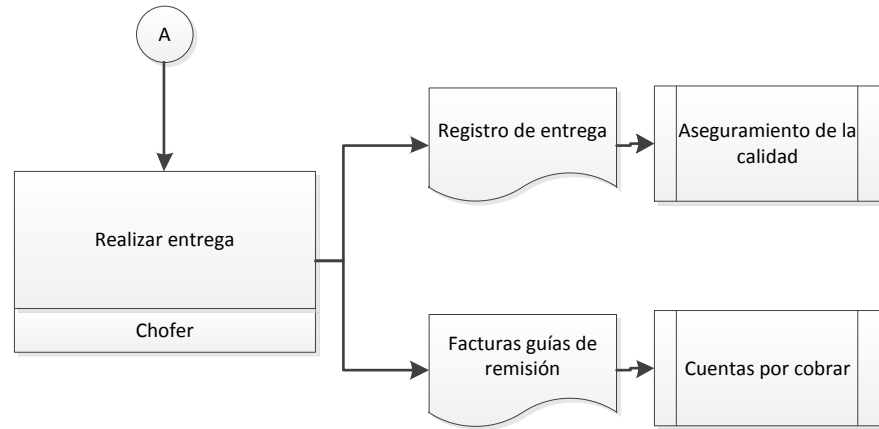 A
Realizar entrega
Chofer
Registro de entrega
Aseguramiento de la
calidad
Facturas guías de
remisión
Cuentas por cobrar